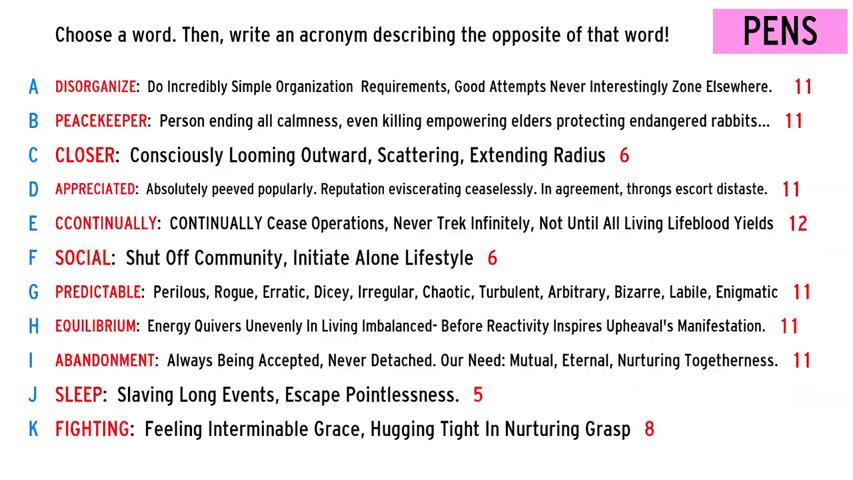 Choose a word. Then, write an acronym describing the opposite of that word!
PENS
A DISORGANIZE: Do Incredibly Simple Organization Requirements, Good Attempts Never Interestingly Zone Elsewhere. 11
B PEACEKEEPER: Person ending all calmness, even killing empowering elders protecting endangered rabbits... 11
C CLOSER: Consciously Looming Outward, Scattering, Extending Radius 6
D APPRECIATED: Absolutely peeved popularly. Reputation eviscerating ceaselessly. In agreement, throngs escort distaste. 11
E CCONTINUALLY: CONTINUALLY Cease Operations, Never Trek Infinitely, Not Until All Living Lifeblood Yields 12
F SOCIAL: Shut Off Community, Initiate Alone Lifestyle 6
G PREDICTABLE: Perilous, Rogue, Erratic, Dicey, Irregular, Chaotic, Turbulent, Arbitrary, Bizarre, Labile, Enigmatic 11
H EQUILIBRIUM: Energy Quivers Unevenly In Living Imbalanced- Before Reactivity Inspires Upheaval's Manifestation. 11
I ABANDONMENT: Always Being Accepted, Never Detached. Our Need: Mutual, Eternal, Nurturing Togetherness. 11
J SLEEP: Slaving Long Events, Escape Pointlessness. 5
K FIGHTING: Feeling Interminable Grace, Hugging Tight In Nurturing Grasp 8